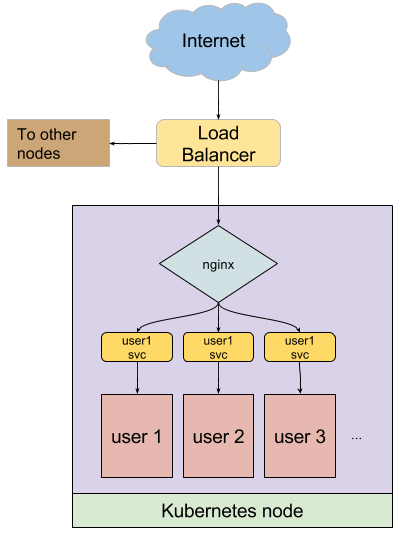 Internet
Load
Balancer
To other
nodes
nginx
user1
svc
user1
svc
user1
svc
user 1
user 2
user 3
...
Kubernetes node